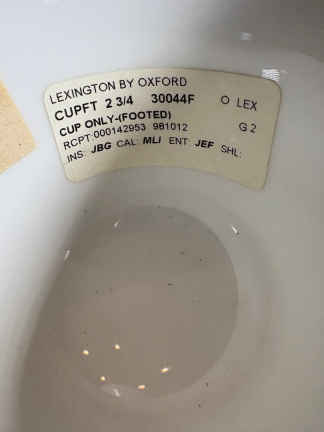 LEXINGTON BY OXFORD
CUPFT 2 3/4 30044F O LEX
CUP ONLY-(FOOTED) G 2
RCPT:000142953 981012
INS: JBG CAL: MLI ENT: JEF SHL: